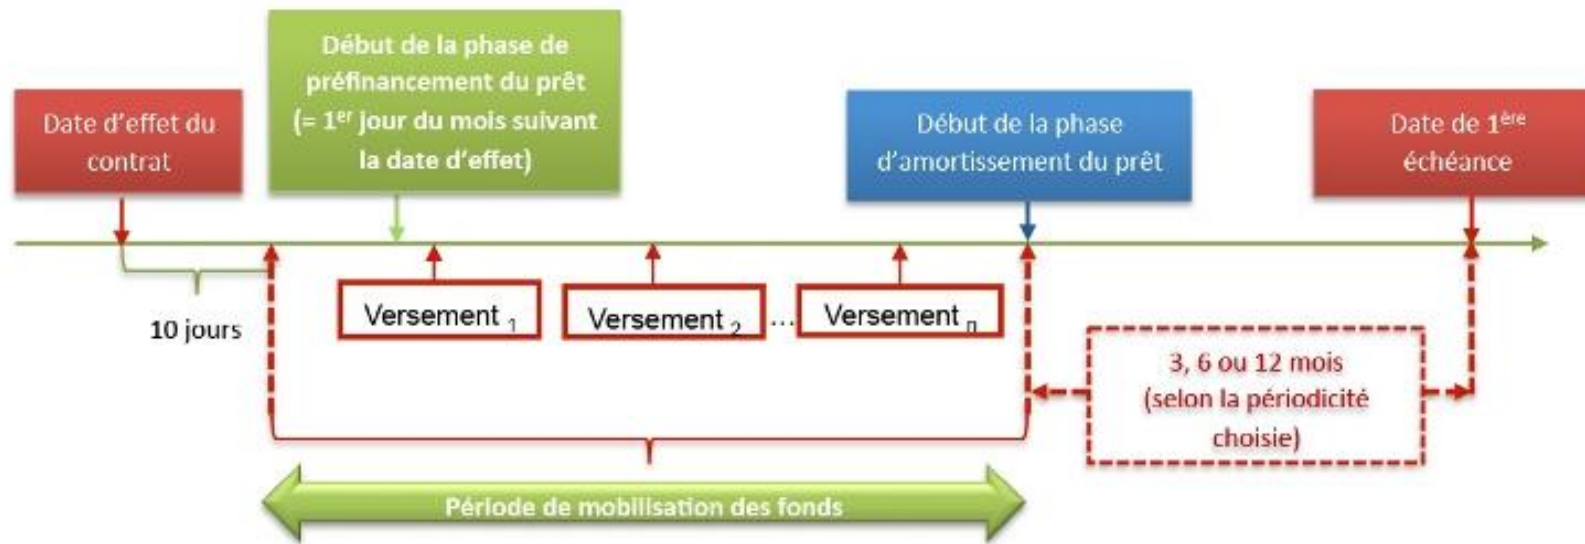 Date d'effet du
contrat
Début de la phase de
préfinancement du prêt
(= 1er jour du mois suivant
la date d'effet)
Début de la phase
d'amortissement du prêt
Date de 1ère
échéance
10 jours
Versement 1
Versement 2
...
Versement n
3, 6 ou 12 mois
(selon la périodicité
choisie)
Période de mobilisation des fonds